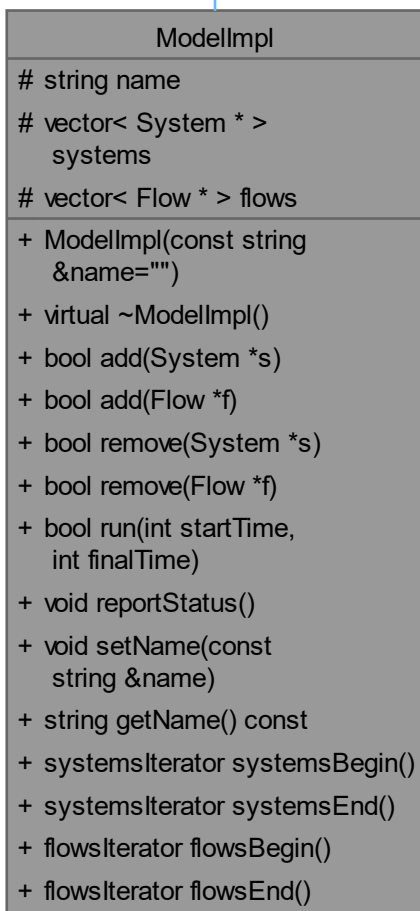 ModelImpl
# string name
# vector< System * >
systems
# vector< Flow * > flows
+ ModelImpl(const string
&name="")
+ virtual ~ModelImpl()
+ bool add(System *s)
+ bool add(Flow *f)
+ bool remove(System *s)
+ bool remove(Flow *f)
+ bool run(int startTime,
int finalTime)
+ void reportStatus()
+ void setName(const
string &name)
+ string getName() const
+ systemsIterator systemsBegin()
+ systemsIterator systemsEnd()
+ flowsIterator flowsBegin()
+ flowsIterator flowsEnd()